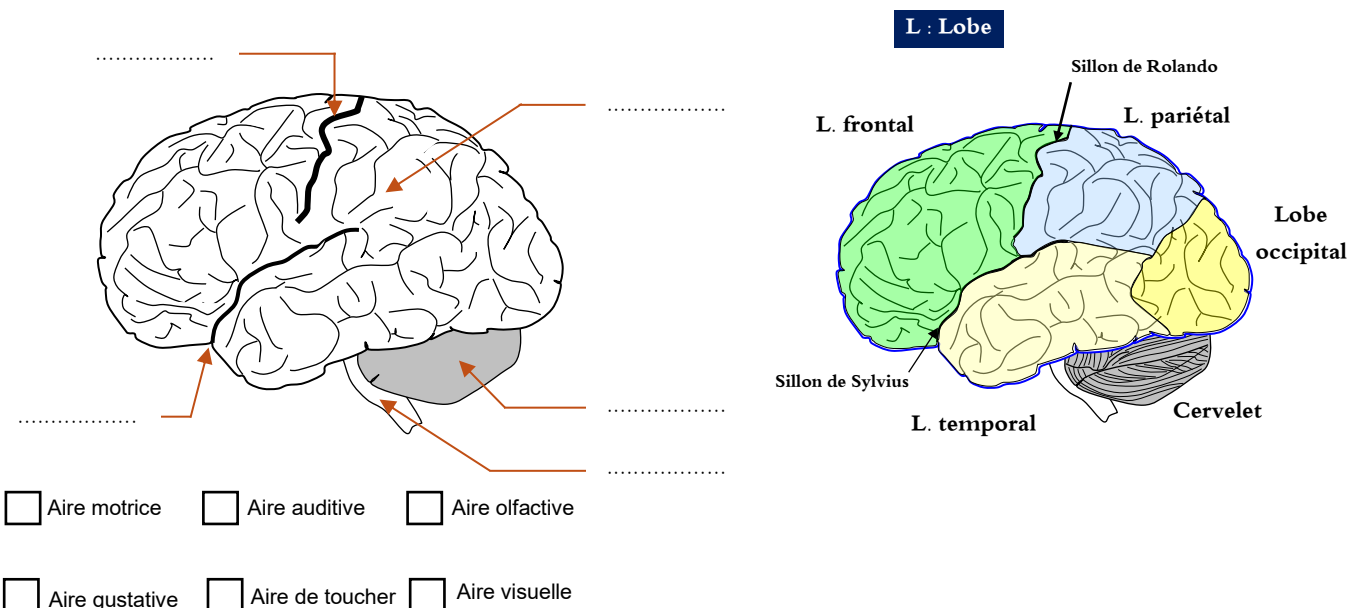 L : Lobe
..................
Sillon de Rolando
..................
L. frontal
L. pariétal
Lobe
occipital
Sillon de Sylvius
..................
..................
L. temporal
Cervelet
..................
Aire motrice
Aire auditive
Aire olfactive
Aire gustative
Aire de toucher
Aire visuelle